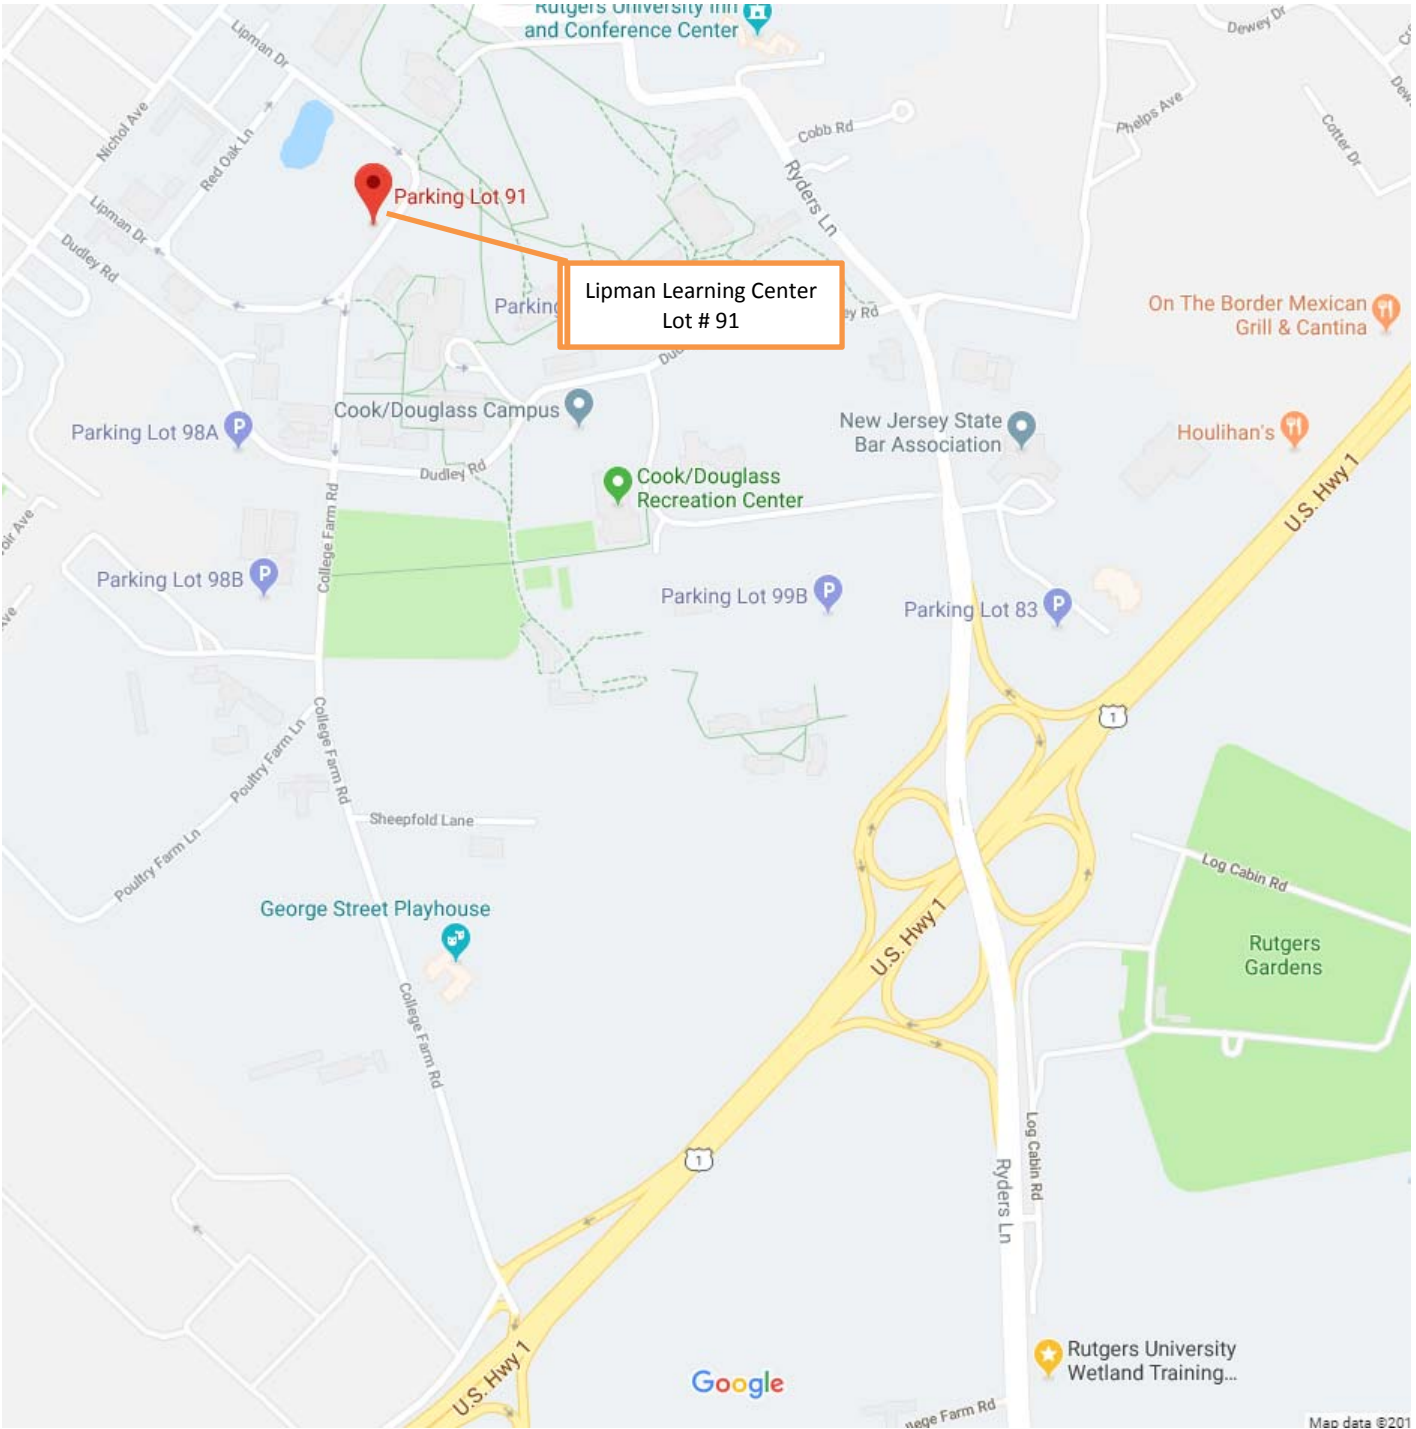 Rutgers University Inn
and Conference Center
Dewey Dr
Lipman Dr
Nichol Ave
Red Oak Ln
Cobb Rd
Phelps Ave
Cotter Dr
Ryders Ln
Parking Lot 91
Lipman Dr
Dudley Rd
Lipman Learning Center
Lot # 91
Parking
ey Rd
On The Border Mexican
Grill & Cantina
Cook/Douglass Campus
Parking Lot 98A
New Jersey State
Bar Association
Houlihan's
Dudley Rd
Cook/Douglass
Recreation Center
College Farm Rd
U.S. Hwy 1
Parking Lot 98B
Parking Lot 99B
Parking Lot 83
1
College Farm Rd
Poultry Farm Ln
Sheepfold Lane
Poultry Farm Ln
Log Cabin Rd
George Street Playhouse
U.S. Hwy 1
Rutgers
Gardens
College Farm Rd
1
Log Cabin Rd
Ryders Ln
U.S. Hwy 1
Google
Rutgers University
Wetland Training...
ege Farm Rd
Map data ©201